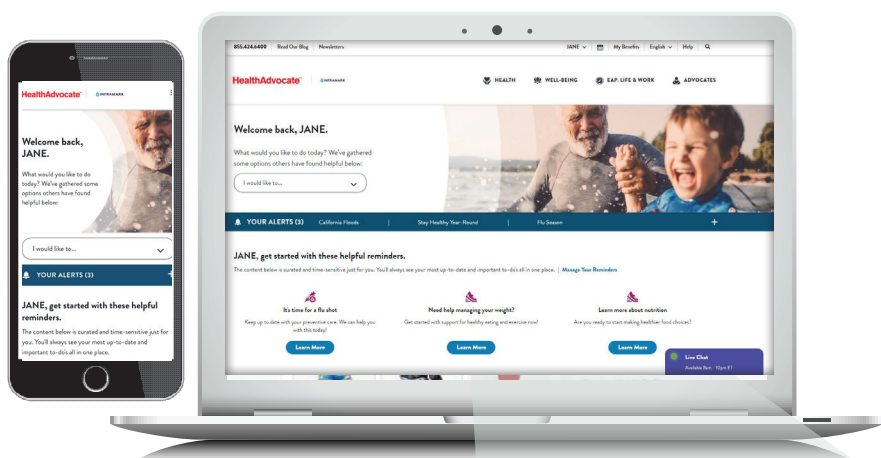 HealthAdvocate
INFRAMARK
Welcome back,
JANE.
What would you like to do
today? We've gathered some
options others have found
helpful below:
I would like to...
YOUR ALERTS (3)
JANE, get started with these helpful
reminders.
The content below is curated and time-sensitive just for
you. You'll always see your most up-to-date and
important to-do's all in one place.
855.424.6400 Read Our Blog Newsletters JANE My Benefits English Help
HealthAdvocate INFRAMARK HEALTH WELL-BEING EAP: LIFE & WORK ADVOCATES
Welcome back, JANE.
What would you like to do today? We've gathered
some options others have found helpful below:
I would like to...
YOUR ALERTS (3) California Floods | Stay Healthy Year-Round | Flu Season +
JANE, get started with these helpful reminders.
The content below is curated and time-sensitive just for you. You'll always see your most up-to-date and important to-do's all in one place. | Manage Your Reminders
It's time for a flu shot Need help managing your weight? Learn more about nutrition
Keep up to date with your preventive care. We can help you Get started with support for healthy eating and exercise now! Are you ready to start making healthier food choices?
with this today!
Learn More Learn More Learn More
Live Chat
Available 8am - 10pm ET